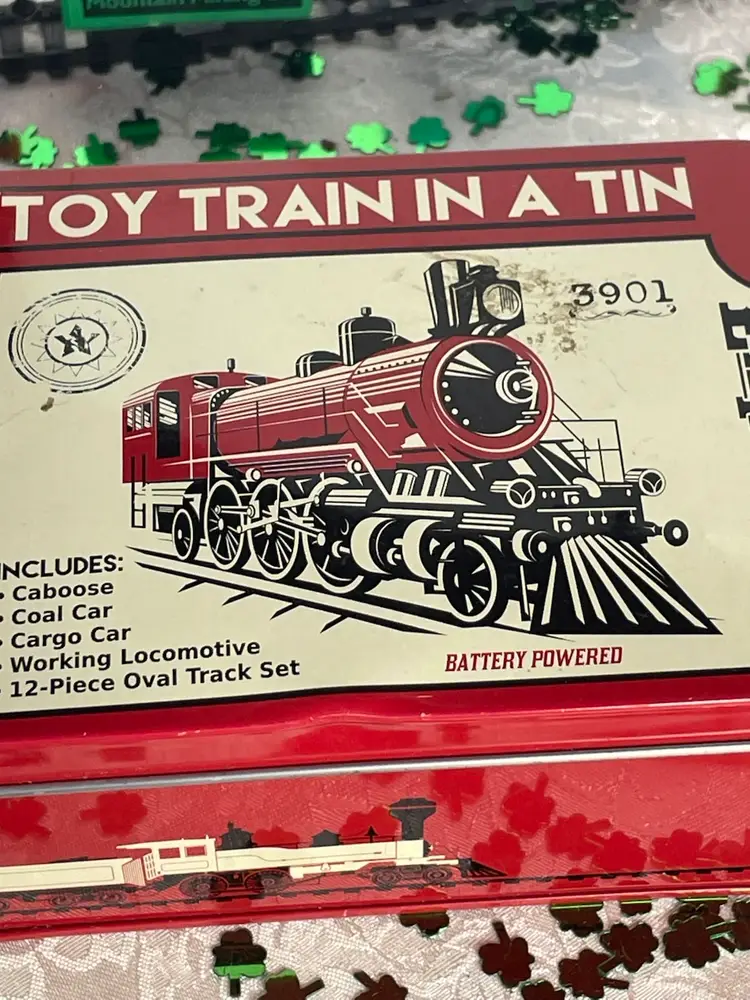 Mountain
TOY TRAIN IN A TIN
3901
INCLUDES:
• Caboose
• Coal Car
• Cargo Car
• Working Locomotive
• 12-Piece Oval Track Set
BATTERY POWERED